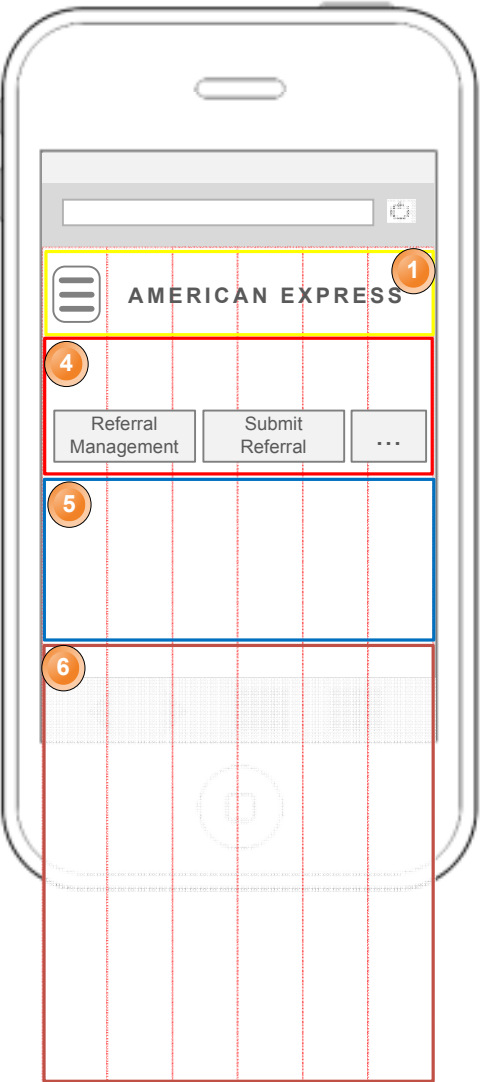 1
AMERICAN EXPRESS
4
Referral
Management
Submit
Referral
...
5
6